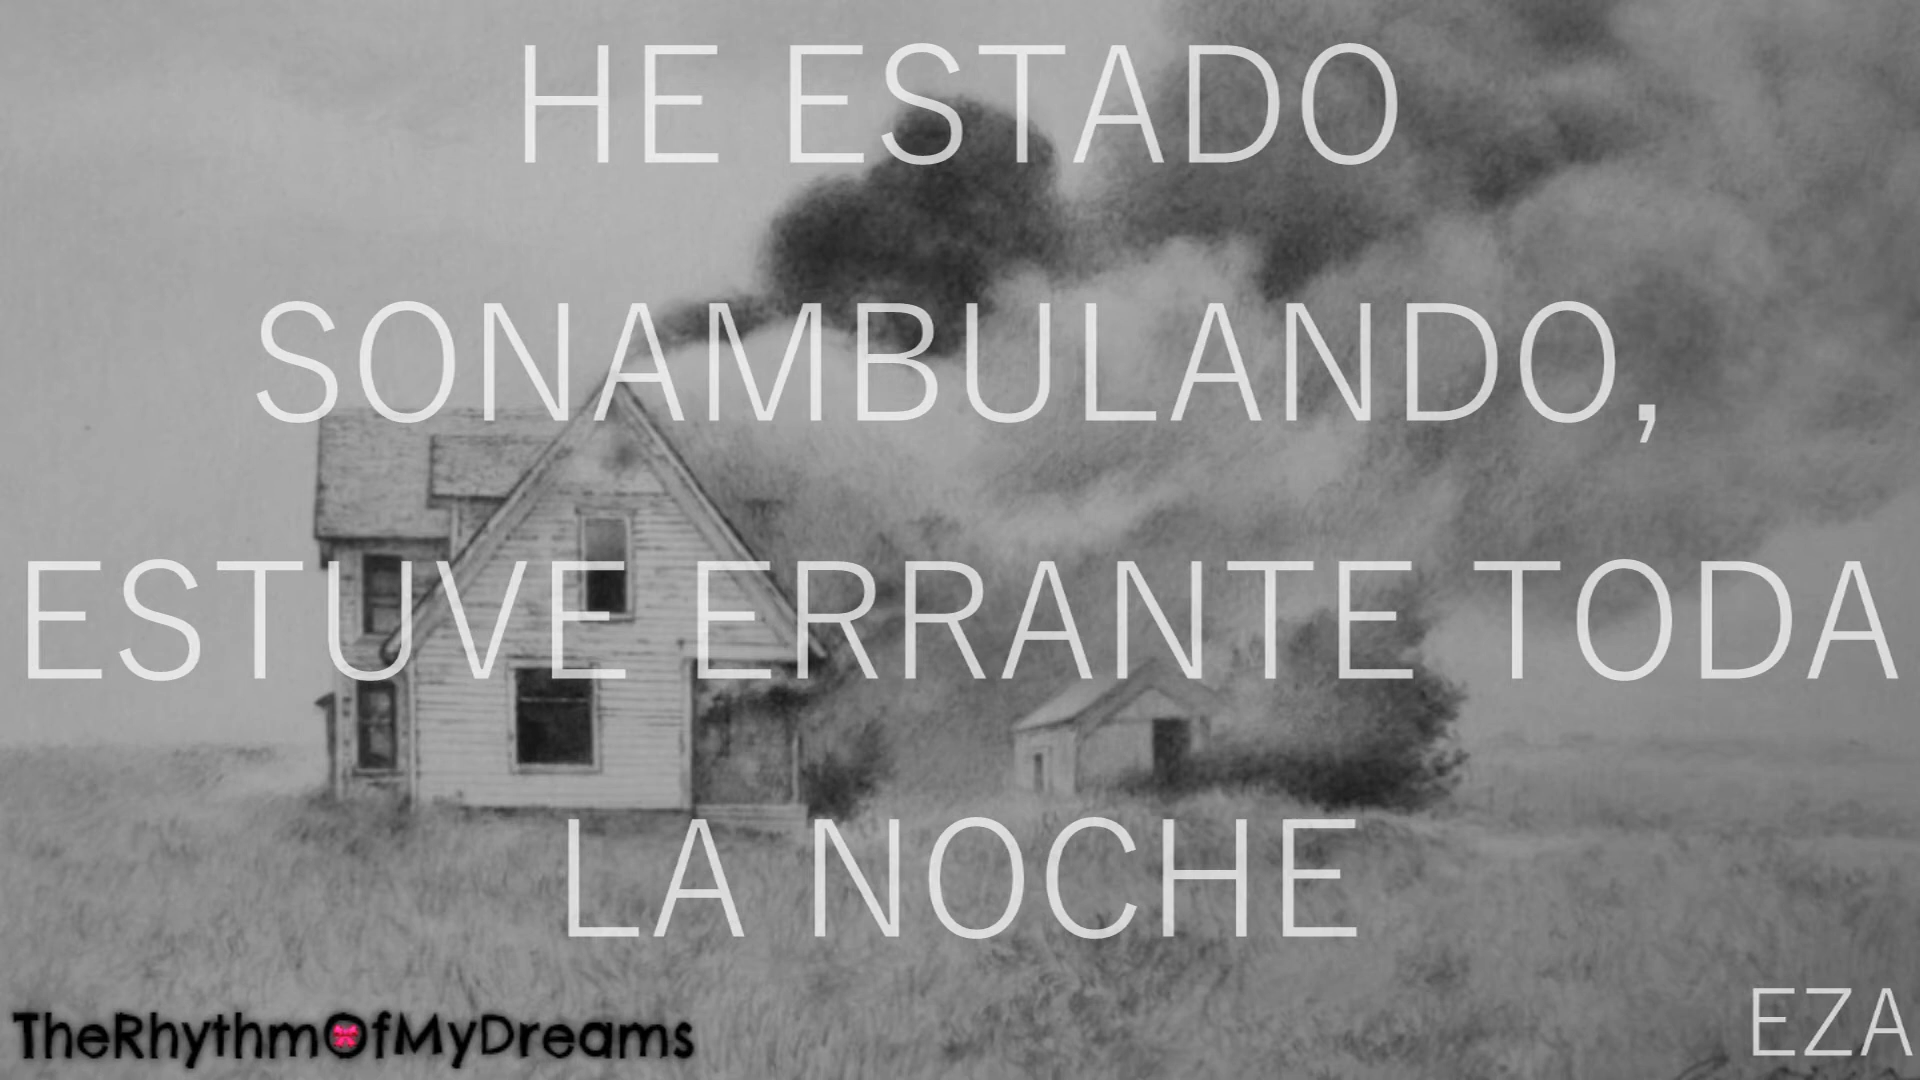 HE ESTADO
SONAMBULANDO,
ESTUVE ERRANTE TODA
LA NOCHE
TheRhythmOfMyDreams
EZA